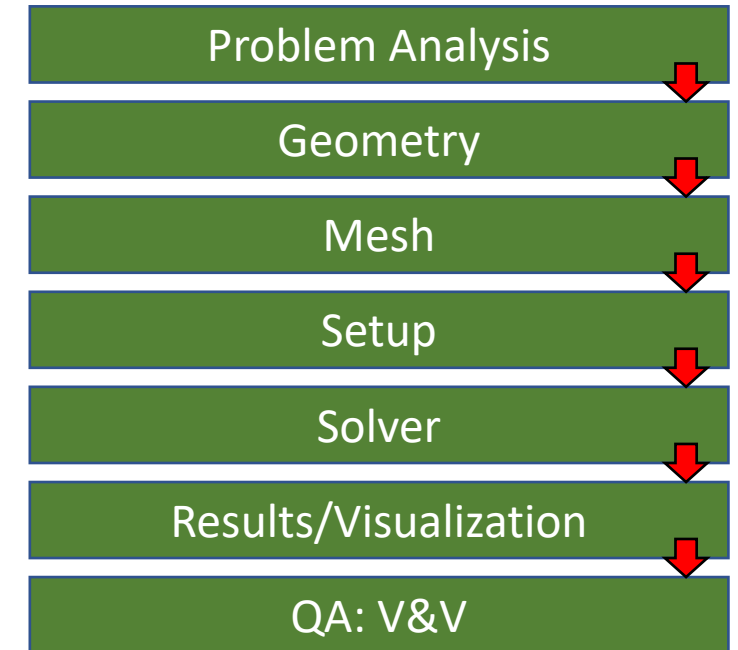 Problem Analysis
Geometry
Mesh
Setup
Solver
Results/Visualization
QA: V&V